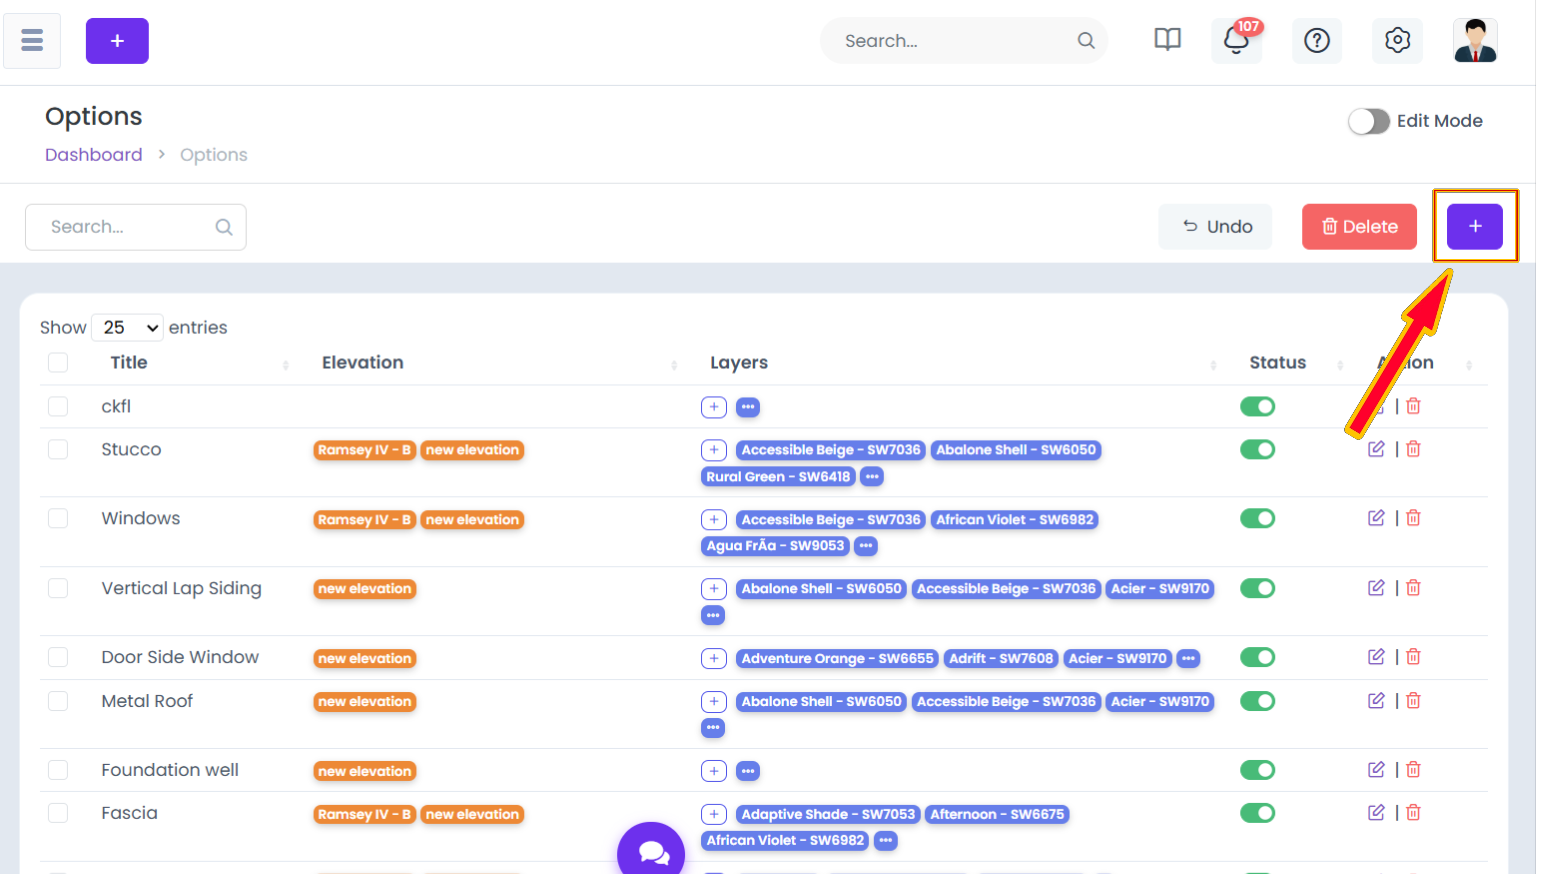 +
Search...
107
Options
Edit Mode
Dashboard > Options
Search...
Undo
Delete
+
Show 25 entries
Title Elevation Layers Status
ckfl + ... |
Stucco Ramsey IV - B new elevation + Accessible Beige - SW7036 Abalone Shell - SW6050 |
Rural Green - SW6418 ...
Windows Ramsey IV - B new elevation + Accessible Beige - SW7036 African Violet - SW6982 |
Agua FrÃa - SW9053 ...
Vertical Lap Siding new elevation + Abalone Shell - SW6050 Accessible Beige - SW7036 Acier - SW9170 |
...
Door Side Window new elevation + Adventure Orange - SW6655 Adrift - SW7608 Acier - SW9170 ... |
Metal Roof new elevation + Abalone Shell - SW6050 Accessible Beige - SW7036 Acier - SW9170 |
...
Foundation well new elevation + ... |
Fascia Ramsey IV - B new elevation + Adaptive Shade - SW7053 Afternoon - SW6675 |
African Violet - SW6982 ...